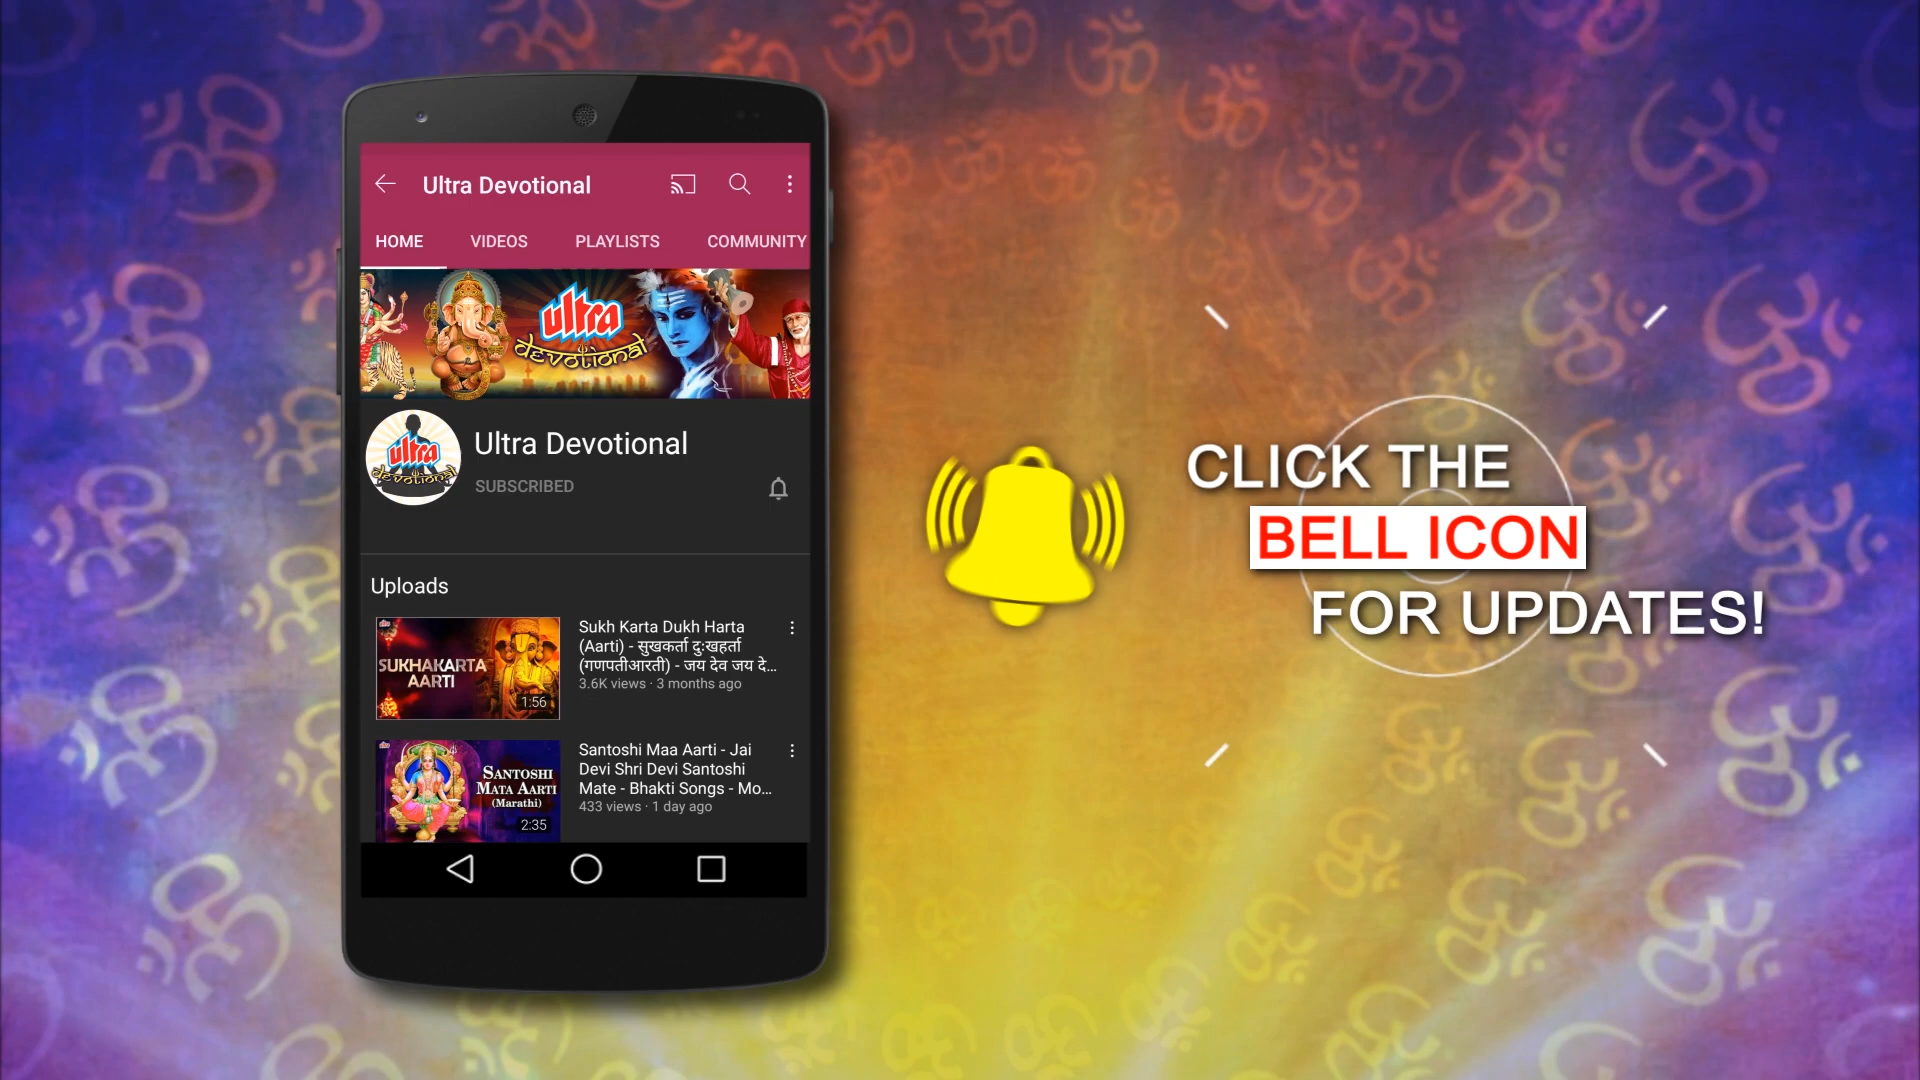 Ultra Devotional
HOME VIDEOS PLAYLISTS COMMUNITY
ultra
devotional
ultra
devotional
Ultra Devotional
SUBSCRIBED
Uploads
SUKHAKARTA
AARTI
1:56
Sukh Karta Dukh Harta
(Aarti) - सुखकर्ता दुःखहर्ता
(गणपतीआरती) - जय देव जय दे...
3.6K views · 3 months ago
SANTOSHI
MATA AARTI
(Marathi)
2:35
Santoshi Maa Aarti - Jai
Devi Shri Devi Santoshi
Mate - Bhakti Songs - Mo...
433 views · 1 day ago
CLICK THE
BELL ICON
FOR UPDATES!